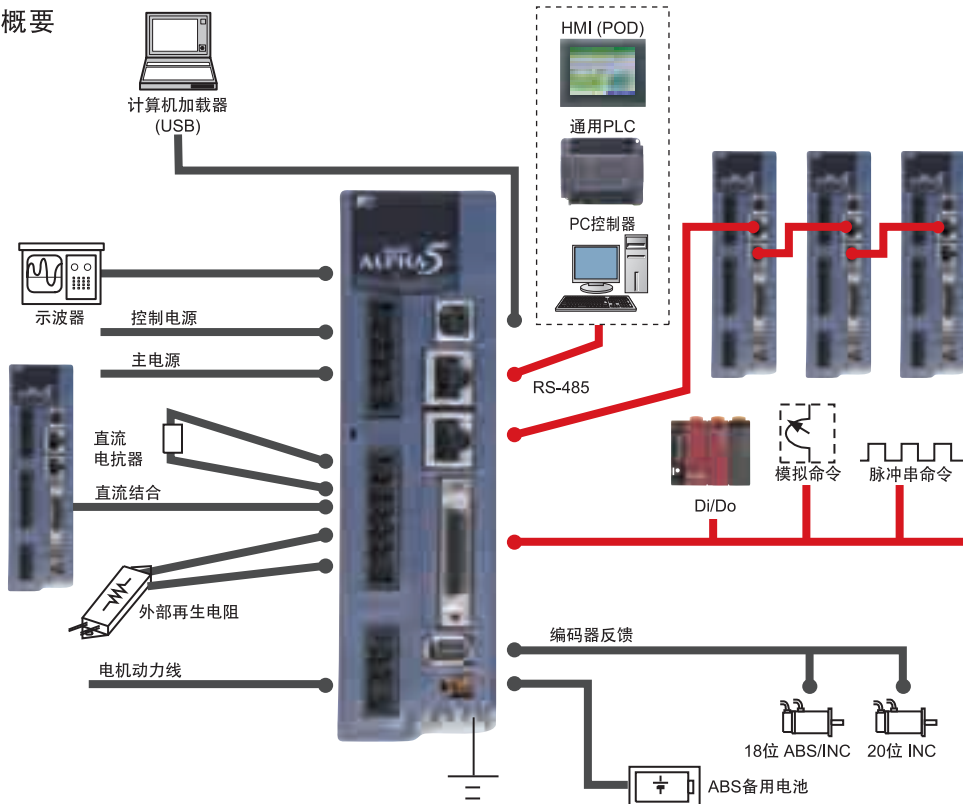 概要
计算机加载器
(USB)
HMI (POD)
通用PLC
PC控制器
RS-485
ALPHA5
示波器
控制电源
主电源
直流
电抗器
直流结合
外部再生电阻
电机动力线
Di/Do
模拟命令
脉冲串命令
编码器反馈
18位 ABS/INC
20位 INC
ABS备用电池